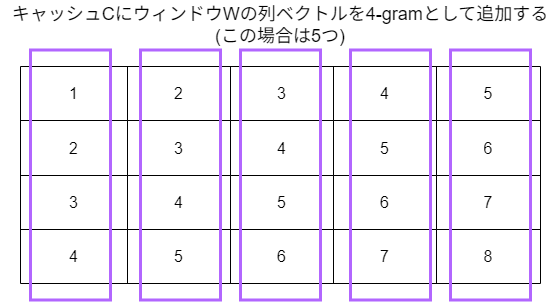 キャッシュCにウィンドウWの列ベクトルを4-gramとして追加する
(この場合は5つ)
1 2 3 4 5
2 3 4 5 6
3 4 5 6 7
4 5 6 7 8